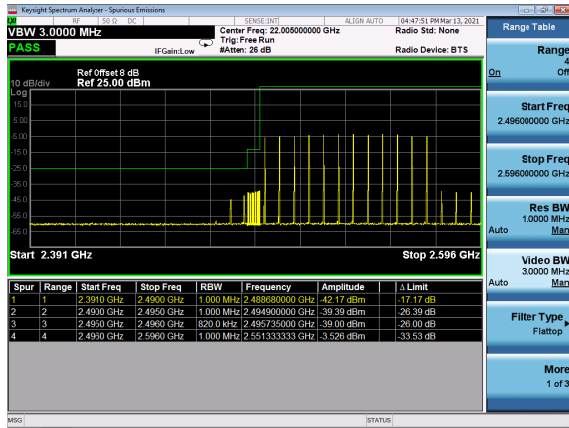 Keysight Spectrum Analyzer - Spurious Emissions
RF 50 Ω DC SENSE:INT ALIGN AUTO 04:47:51 PM Mar 13, 2021
VBW 3.0000 MHz
PASS
IFGain:Low
Center Freq: 22.005000000 GHz
Trig: Free Run
#Atten: 26 dB
Radio Std: None
Radio Device: BTS
Ref Offset 8 dB
10 dB/div Ref 25.00 dBm
Log
15.0
5.00
-5.00
-15.0
-25.0
-35.0
-45.0
-55.0
-65.0
Start 2.391 GHz Stop 2.596 GHz
Spur Range Start Freq Stop Freq RBW Frequency Amplitude Δ Limit
1 1 2.3910 GHz 2.4900 GHz 1.000 MHz 2.488680000 GHz -42.17 dBm -17.17 dB
2 2 2.4900 GHz 2.4950 GHz 1.000 MHz 2.494900000 GHz -39.39 dBm -26.39 dB
3 3 2.4950 GHz 2.4960 GHz 820.0 kHz 2.495735000 GHz -39.00 dBm -26.00 dB
4 4 2.4960 GHz 2.5960 GHz 1.000 MHz 2.551333333 GHz -3.526 dBm -33.53 dB
MSG STATUS
Range Table
Range
4
On Off
Start Freq
2.496000000 GHz
Stop Freq
2.596000000 GHz
Res BW
1.0000 MHz
Auto Man
Video BW
3.0000 MHz
Auto Man
Filter Type
Flattop
More
1 of 3